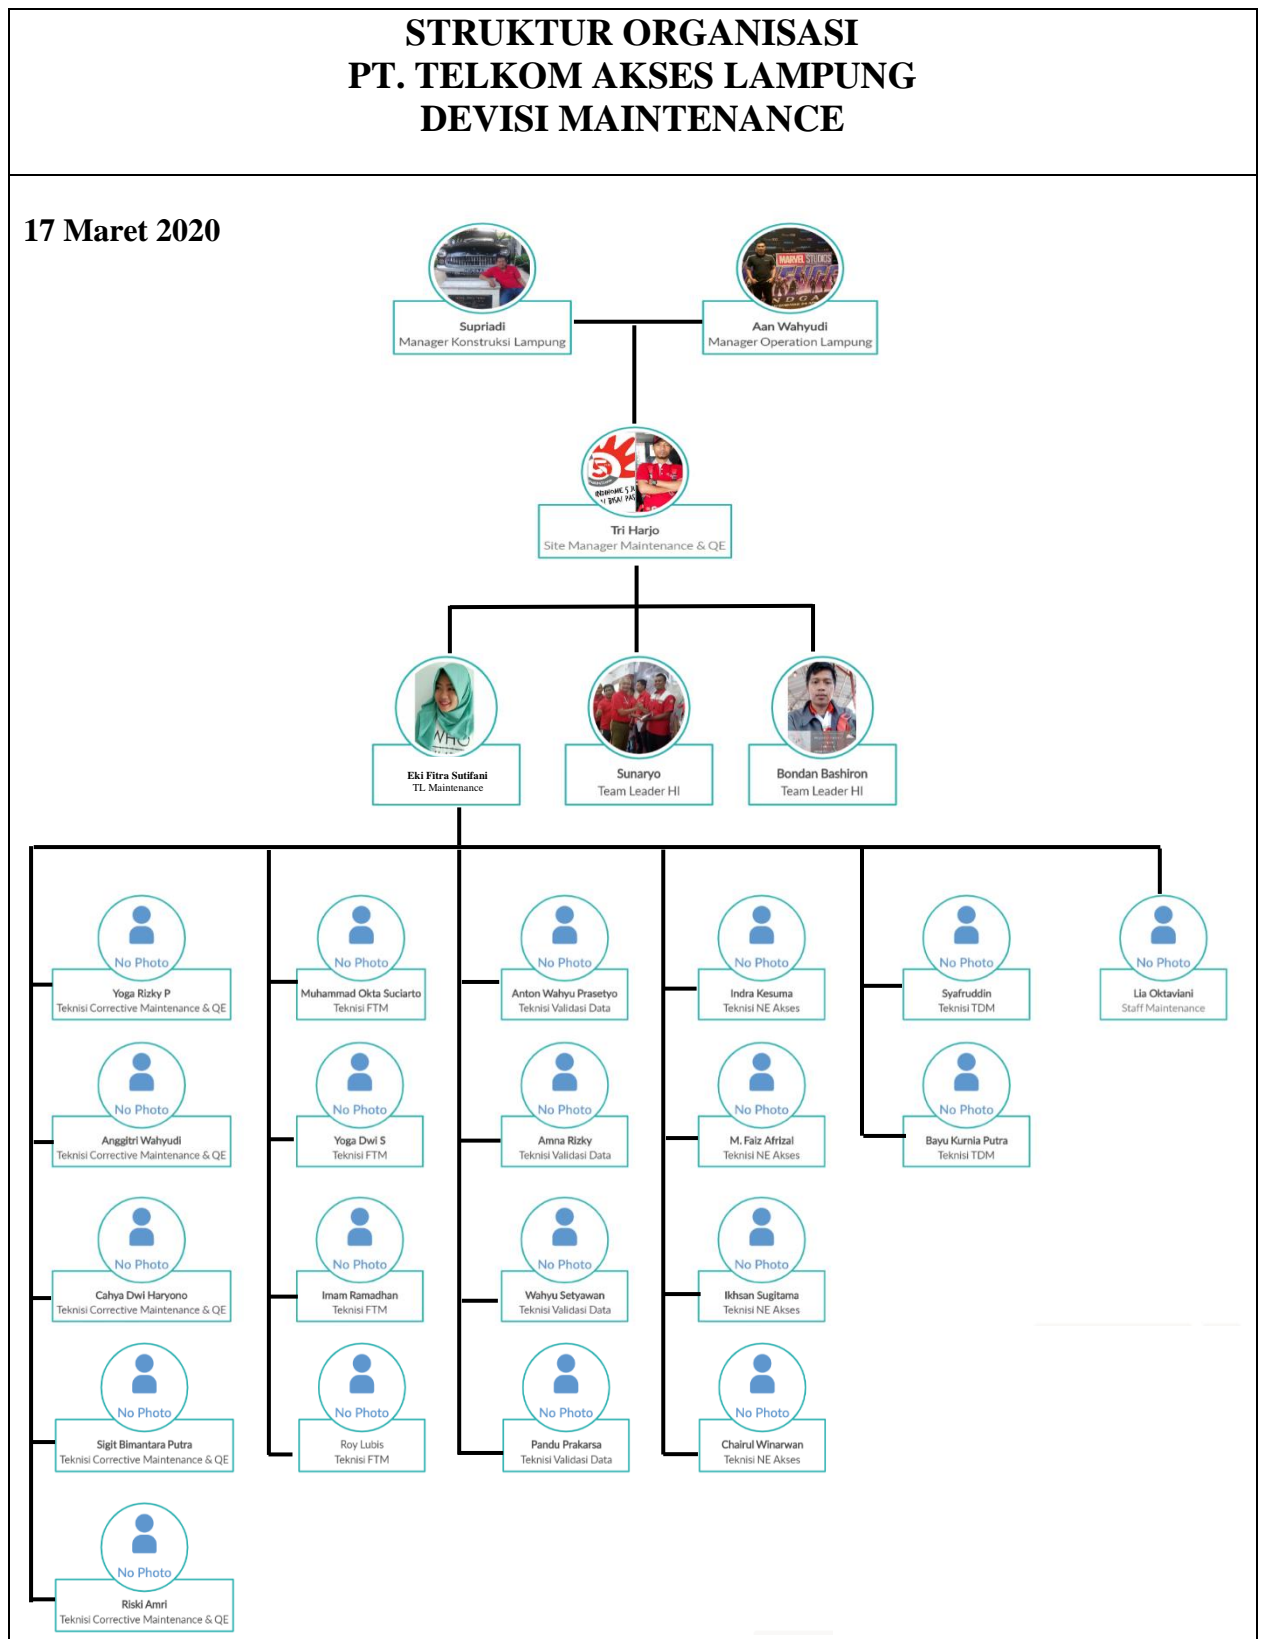 STRUKTUR ORGANISASI
PT. TELKOM AKSES LAMPUNG
DEVISI MAINTENANCE
17 Maret 2020
MARVEL STUDIOS
Supriadi
Manager Konstruksi Lampung
Aan Wahyudi
Manager Operation Lampung
Tri Harjo
Site Manager Maintenance & QE
WHO
Eki Fitra Sutifani
TL Maintenance
Sunaryo
Team Leader HI
Bondan Bashiron
Team Leader HI
No Photo
Yoga Rizky P
Teknisi Corrective Maintenance & QE
No Photo
Muhammad Okta Suciarto
Teknisi FTM
No Photo
Anton Wahyu Prasetyo
Teknisi Validasi Data
No Photo
Indra Kesuma
Teknisi NE Akses
No Photo
Syafruddin
Teknisi TDM
No Photo
Lia Oktaviani
Staff Maintenance
No Photo
Anggitri Wahyudi
Teknisi Corrective Maintenance & QE
No Photo
Yoga Dwi S
Teknisi FTM
No Photo
Amna Rizky
Teknisi Validasi Data
No Photo
M. Faiz Afrizal
Teknisi NE Akses
No Photo
Bayu Kurnia Putra
Teknisi TDM
No Photo
Cahya Dwi Haryono
Teknisi Corrective Maintenance & QE
No Photo
Imam Ramadhan
Teknisi FTM
No Photo
Wahyu Setyawan
Teknisi Validasi Data
No Photo
Ikhsan Sugitama
Teknisi NE Akses
No Photo
Sigit Bimantara Putra
Teknisi Corrective Maintenance & QE
No Photo
Roy Lubis
Teknisi FTM
No Photo
Pandu Prakarsa
Teknisi Validasi Data
No Photo
Chairul Winarwan
Teknisi NE Akses
No Photo
Riski Amri
Teknisi Corrective Maintenance & QE